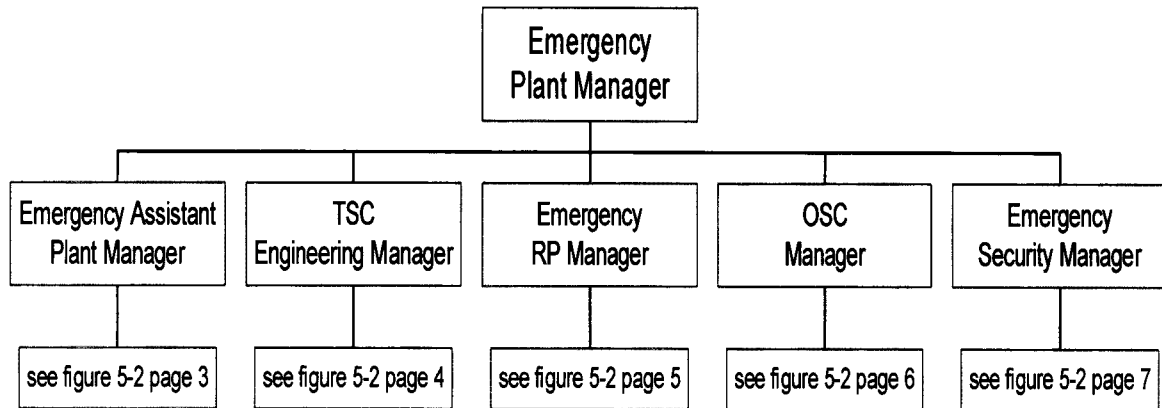 Emergency
Plant Manager
Emergency Assistant
Plant Manager
TSC
Engineering Manager
Emergency
RP Manager
OSC
Manager
Emergency
Security Manager
see figure 5-2 page 3
see figure 5-2 page 4
see figure 5-2 page 5
see figure 5-2 page 6
see figure 5-2 page 7